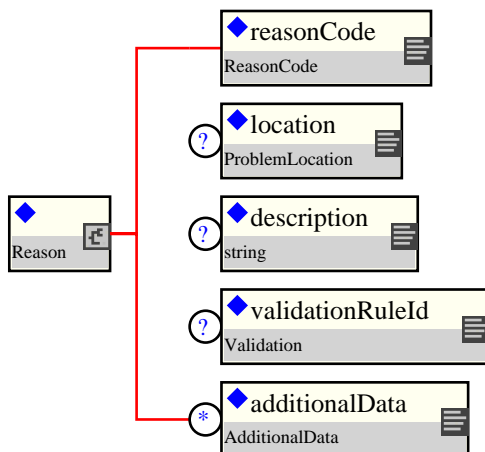 reasonCode
ReasonCode
?
location
ProblemLocation
Reason
?
description
string
?
validationRuleId
Validation
*
additionalData
AdditionalData